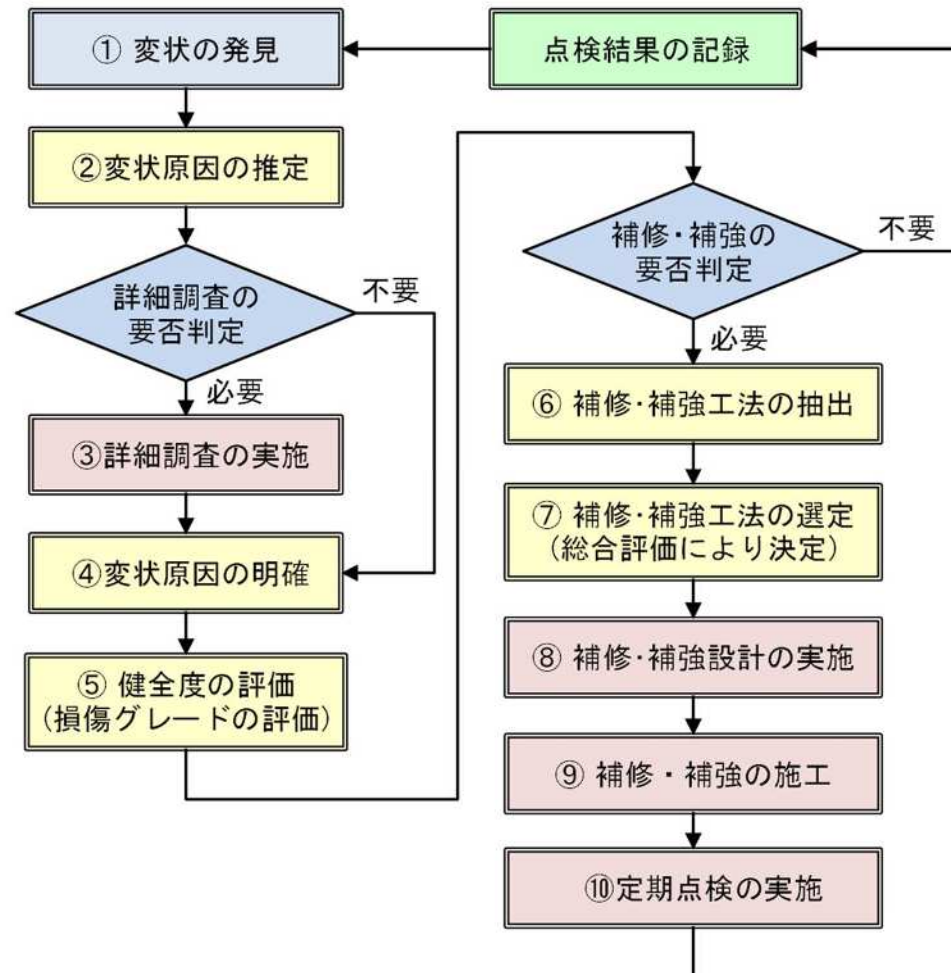 ① 変状の発見
点検結果の記録
②変状原因の推定
詳細調査の
要否判定
不要
必要
③詳細調査の実施
④変状原因の明確
⑤ 健全度の評価
(損傷グレードの評価)
補修・補強の
要否判定
不要
必要
⑥ 補修・補強工法の抽出
⑦ 補修・補強工法の選定
(総合評価により決定)
⑧ 補修・補強設計の実施
⑨ 補修・補強の施工
⑩定期点検の実施